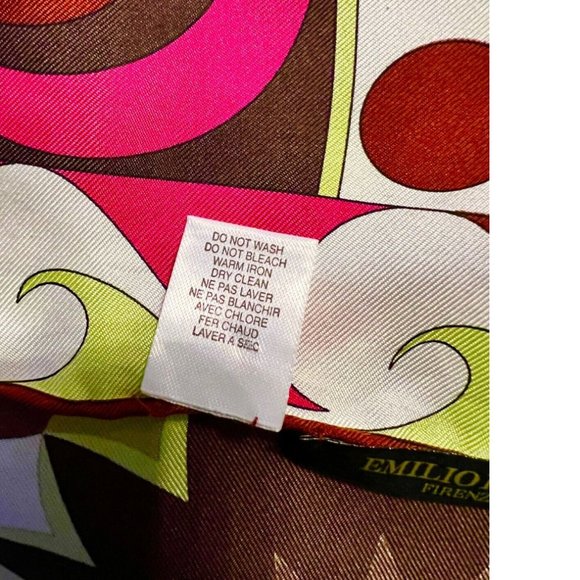 DO NOT WASH
DO NOT BLEACH
WARM IRON
DRY CLEAN
NE PAS LAVER
NE PAS BLANCHIR
AVEC CHLORE
FER CHAUD
LAVER A SEC
EMILIO
FIRENZ